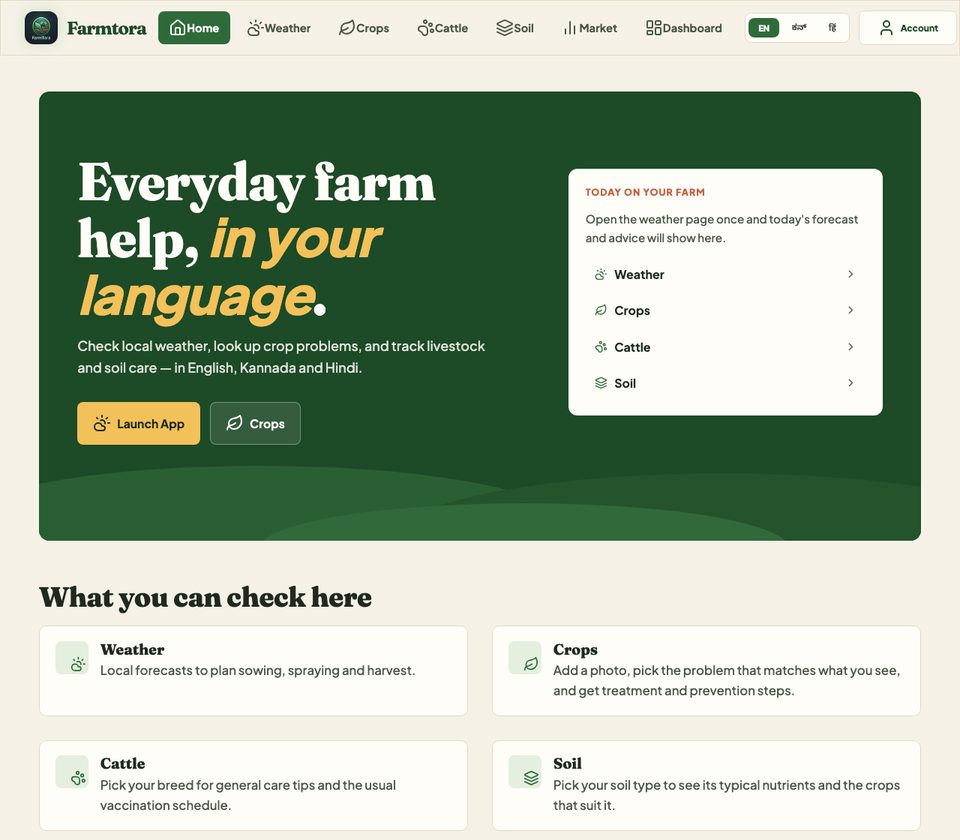 Farmtora
Home
Weather
Crops
Cattle
Soil
Market
Dashboard
EN
Account
Everyday farm
help, in your
language.
Check local weather, look up crop problems, and track livestock
and soil care — in English, Kannada and Hindi.
Launch App
Crops
TODAY ON YOUR FARM
Open the weather page once and today's forecast
and advice will show here.
Weather
Crops
Cattle
Soil
What you can check here
Weather
Local forecasts to plan sowing, spraying and harvest.
Crops
Add a photo, pick the problem that matches what you see,
and get treatment and prevention steps.
Cattle
Pick your breed for general care tips and the usual
vaccination schedule.
Soil
Pick your soil type to see its typical nutrients and the crops
that suit it.